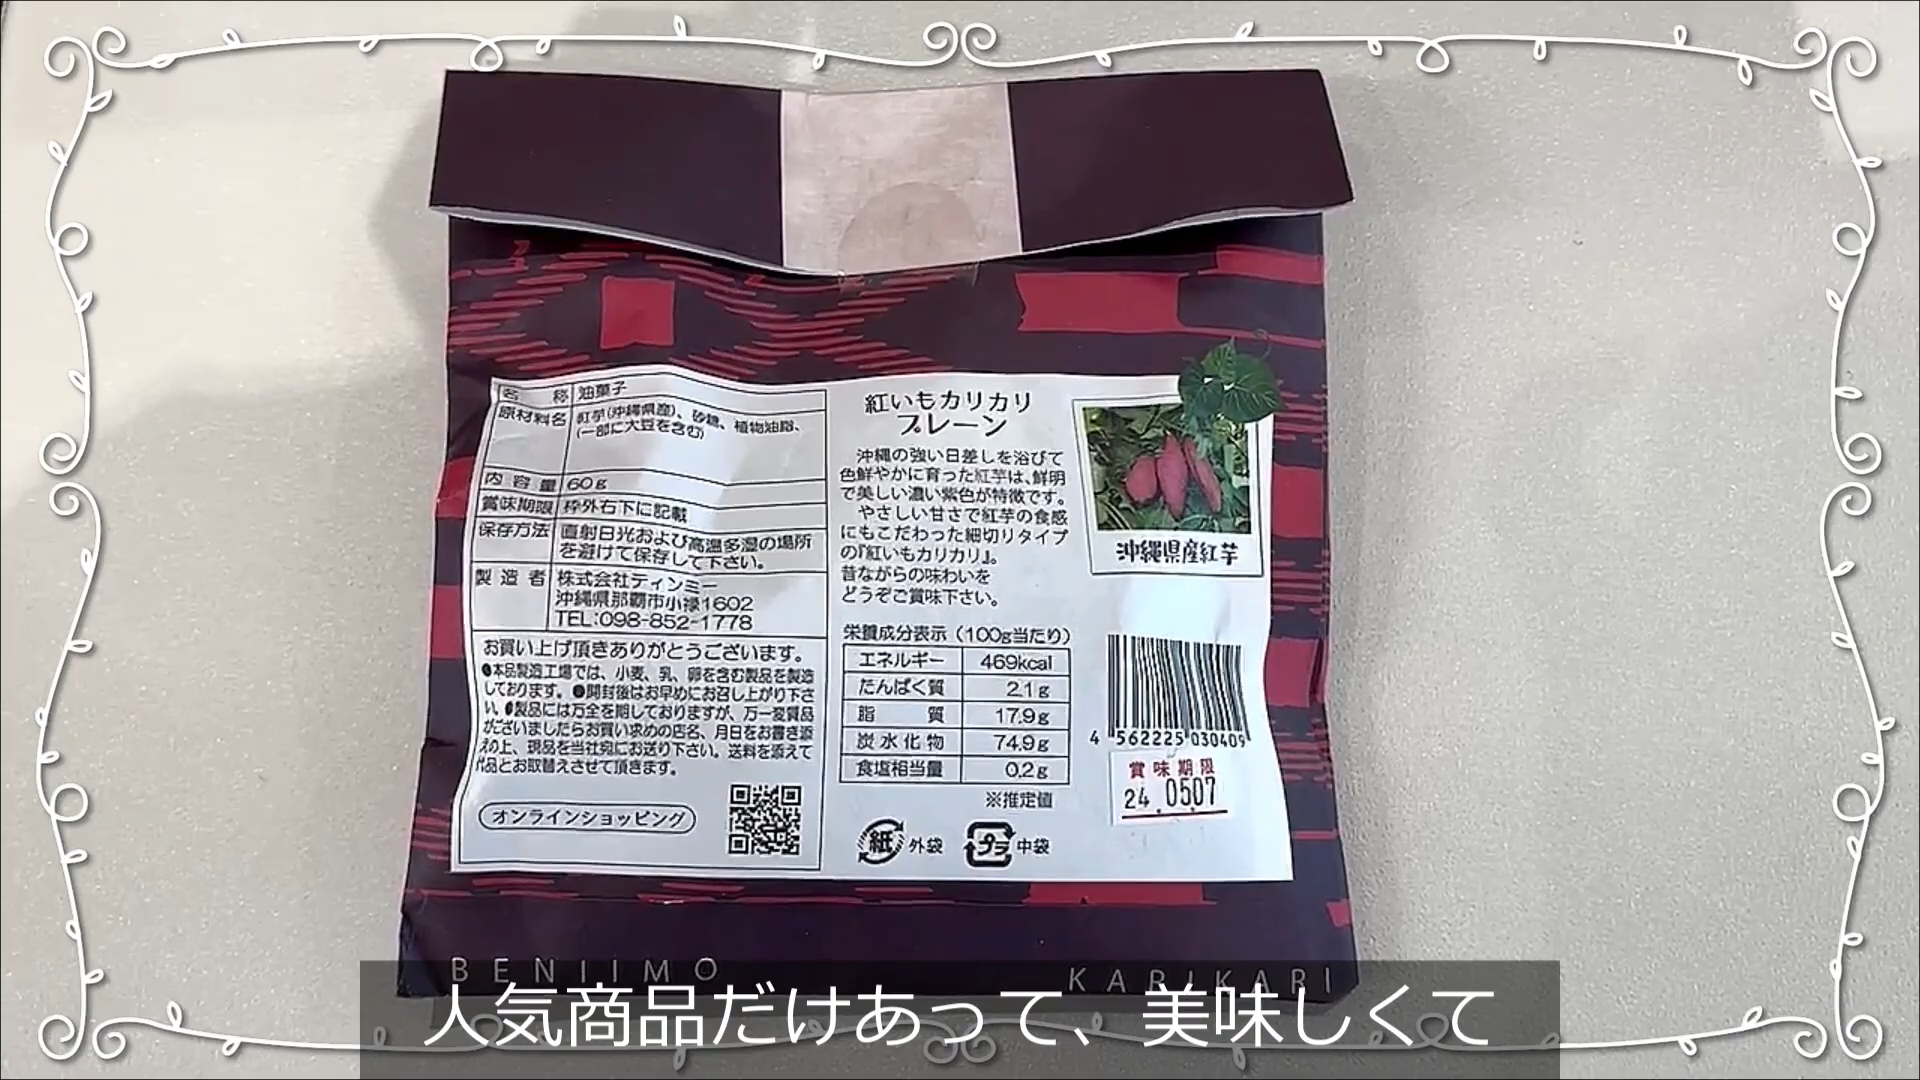 名称 油菓子
原材料名 紅芋(沖縄県産)、砂糖、植物油脂、
(一部に大豆を含む)
内容量 60g
賞味期限 枠外右下に記載
保存方法 直射日光および高温多湿の場所
を避けて保存して下さい。
製造者 株式会社ティンミー
沖縄県那覇市小禄1602
TEL:098-852-1778
お買い上げ頂きありがとうございます。
●本品製造工場では、小麦、乳、卵を含む製品を製造
しております。●開封後はお早めにお召し上がり下さ
い。●製品には万全を期しておりますが、万一変質品
がございましたらお買い求めの店名、月日をお書き添
えの上、現品を当社宛にお送り下さい。送料を添えて
代品とお取替えさせて頂きます。
オンラインショッピング
紅いもカリカリ
プレーン
沖縄の強い日差しを浴びて
色鮮やかに育った紅芋は、鮮明
で美しい濃い紫色が特徴です。
やさしい甘さで紅芋の食感
にもこだわった細切りタイプ
の『紅いもカリカリ』。
昔ながらの味わいを
どうぞご賞味下さい。
栄養成分表示(100g当たり)
エネルギー 469kcal
たんぱく質 2.1g
脂質 17.9g
炭水化物 74.9g
食塩相当量 0.2g
※推定値
紙 外袋 プラ 中袋
沖縄県産紅芋
4 562225 030409
賞味期限
24.0507
BENIIMO KARIKARI
人気商品だけあって、美味しくて